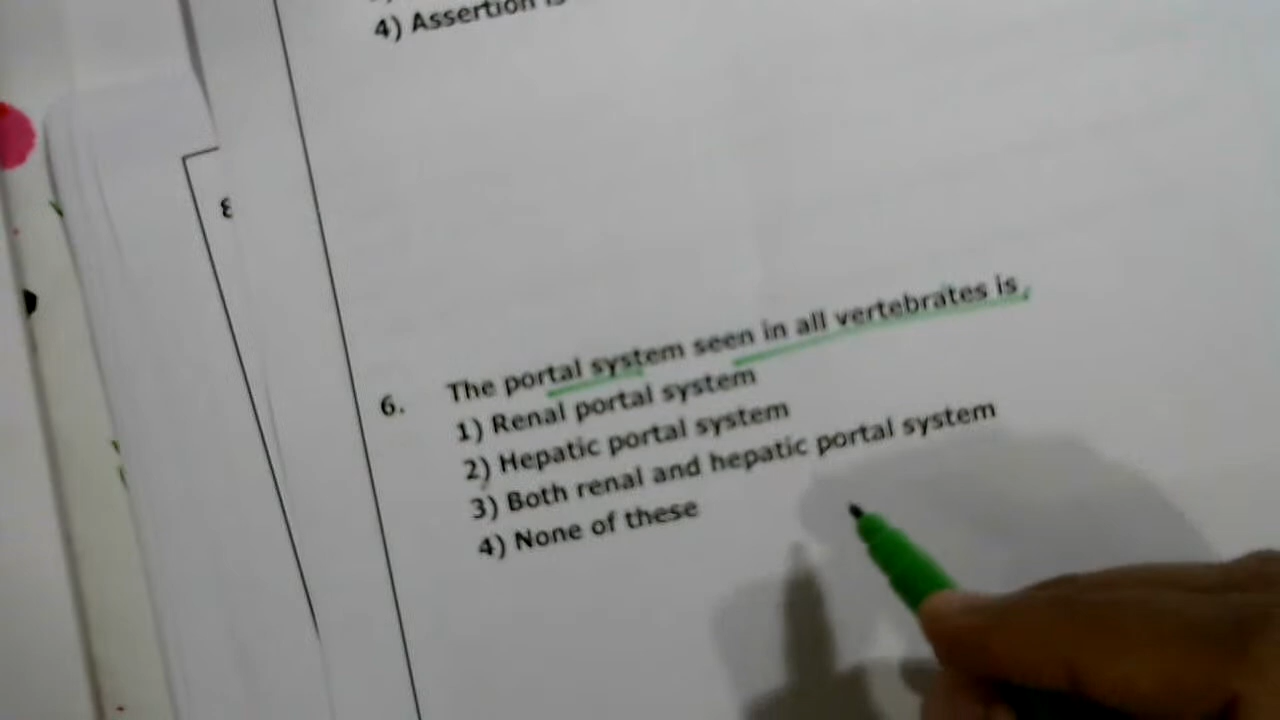 4) Assertion is
6. The portal system seen in all vertebrates is,
1) Renal portal system
2) Hepatic portal system
3) Both renal and hepatic portal system
4) None of these